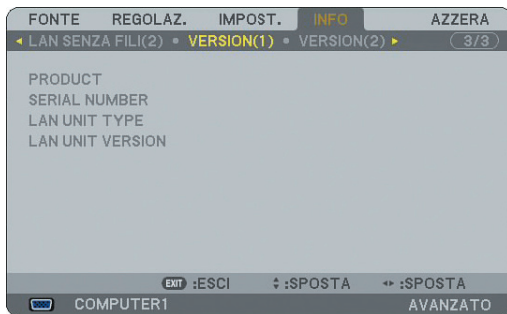 FONTE REGOLAZ. IMPOST. INFO AZZERA
LAN SENZA FILI(2) • VERSION(1) • VERSION(2) 3/3
PRODUCT
SERIAL NUMBER
LAN UNIT TYPE
LAN UNIT VERSION
EXIT :ESCI :SPOSTA :SPOSTA
COMPUTER1 AVANZATO